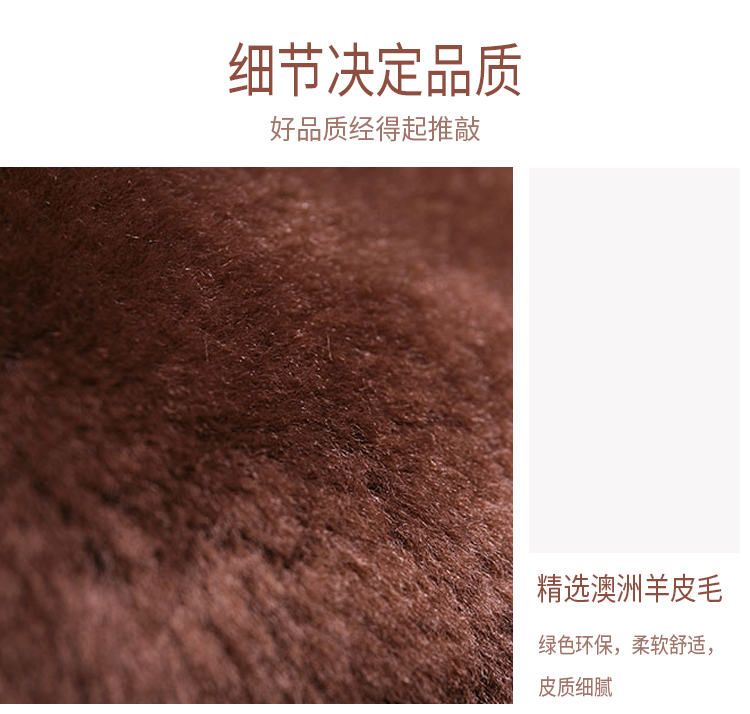 细节决定品质
好品质经得起推敲
精选澳洲羊皮毛
绿色环保，柔软舒适，
皮质细腻